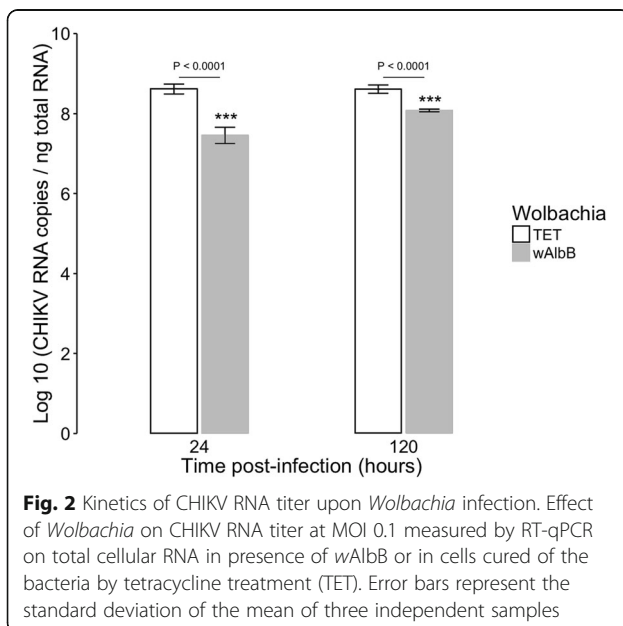 10
P < 0.0001
P < 0.0001
***
***
8
6
4
2
0
Log 10 (CHIKV RNA copies / ng total RNA)
24
120
Time post-infection (hours)
Wolbachia
TET
wAlbB
Fig. 2 Kinetics of CHIKV RNA titer upon Wolbachia infection. Effect
of Wolbachia on CHIKV RNA titer at MOI 0.1 measured by RT-qPCR
on total cellular RNA in presence of wAlbB or in cells cured of the
bacteria by tetracycline treatment (TET). Error bars represent the
standard deviation of the mean of three independent samples